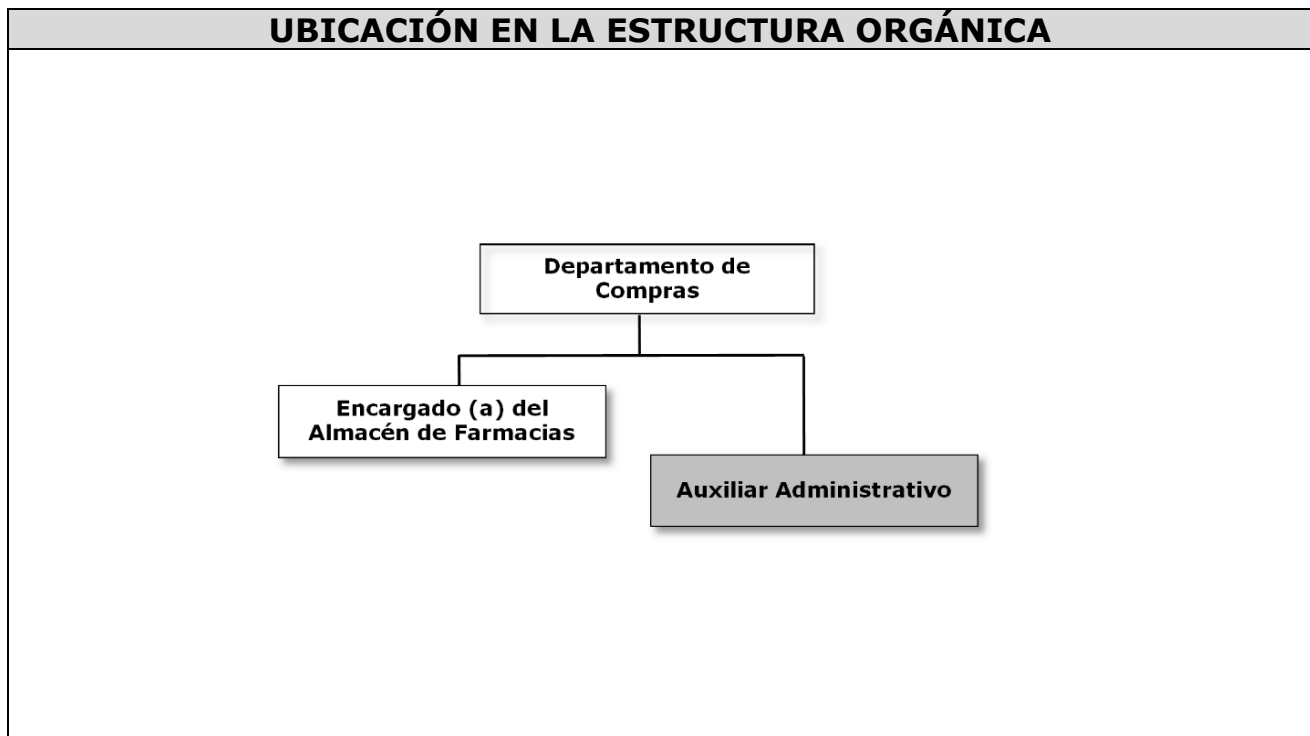 UBICACIÓN EN LA ESTRUCTURA ORGÁNICA
Departamento de
Compras
Encargado (a) del
Almacén de Farmacias
Auxiliar Administrativo